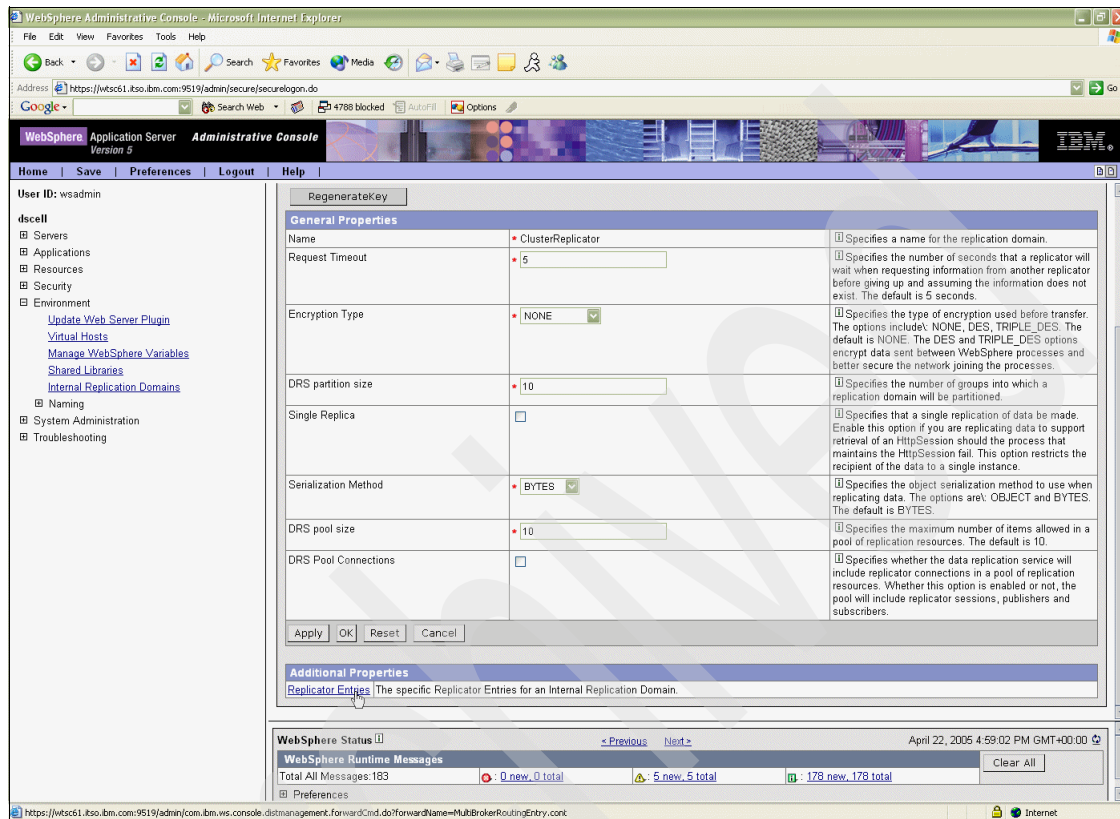 WebSphere Administrative Console - Microsoft Internet Explorer
File Edit View Favorites Tools Help
Back Search Favorites Media
Address https://wtsc61.itso.ibm.com:9519/admin/secure/securelogon.do Go
Google Search Web 4788 blocked AutoFill Options
WebSphere Application Server Administrative Console
Version 5
IBM.
Home | Save | Preferences | Logout | Help |
User ID: wsadmin
dscell
Servers
Applications
Resources
Security
Environment
Update Web Server Plugin
Virtual Hosts
Manage WebSphere Variables
Shared Libraries
Internal Replication Domains
Naming
System Administration
Troubleshooting
RegenerateKey
General Properties
Name * ClusterReplicator i Specifies a name for the replication domain.
Request Timeout * 5 i Specifies the number of seconds that a replicator will
wait when requesting information from another replicator
before giving up and assuming the information does not
exist. The default is 5 seconds.
Encryption Type * NONE i Specifies the type of encryption used before transfer.
The options include\: NONE, DES, TRIPLE_DES. The
default is NONE. The DES and TRIPLE_DES options
encrypt data sent between WebSphere processes and
better secure the network joining the processes.
DRS partition size * 10 i Specifies the number of groups into which a
replication domain will be partitioned.
Single Replica i Specifies that a single replication of data be made.
Enable this option if you are replicating data to support
retrieval of an HttpSession should the process that
maintains the HttpSession fail. This option restricts the
recipient of the data to a single instance.
Serialization Method * BYTES i Specifies the object serialization method to use when
replicating data. The options are\: OBJECT and BYTES.
The default is BYTES.
DRS pool size * 10 i Specifies the maximum number of items allowed in a
pool of replication resources. The default is 10.
DRS Pool Connections i Specifies whether the data replication service will
include replicator connections in a pool of replication
resources. Whether this option is enabled or not, the
pool will include replicator sessions, publishers and
subscribers.
Apply OK Reset Cancel
Additional Properties
Replicator Entries The specific Replicator Entries for an Internal Replication Domain.
WebSphere Status i < Previous Next > April 22, 2005 4:59:02 PM GMT+00:00
WebSphere Runtime Messages Clear All
Total All Messages:183 : 0 new, 0 total : 5 new, 5 total : 178 new, 178 total
Preferences
https://wtsc61.itso.ibm.com:9519/admin/com.ibm.ws.console.distmanagement.forwardCmd.do?forwardName=MultiBrokerRoutingEntry.cont Internet